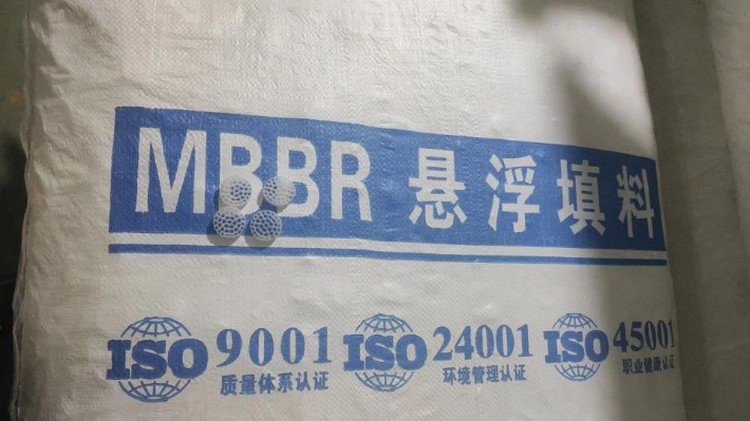 MBBR 悬浮填料
ISO 9001 ISO 24001 ISO 45001
质量体系认证 环境管理认证 职业健康认证